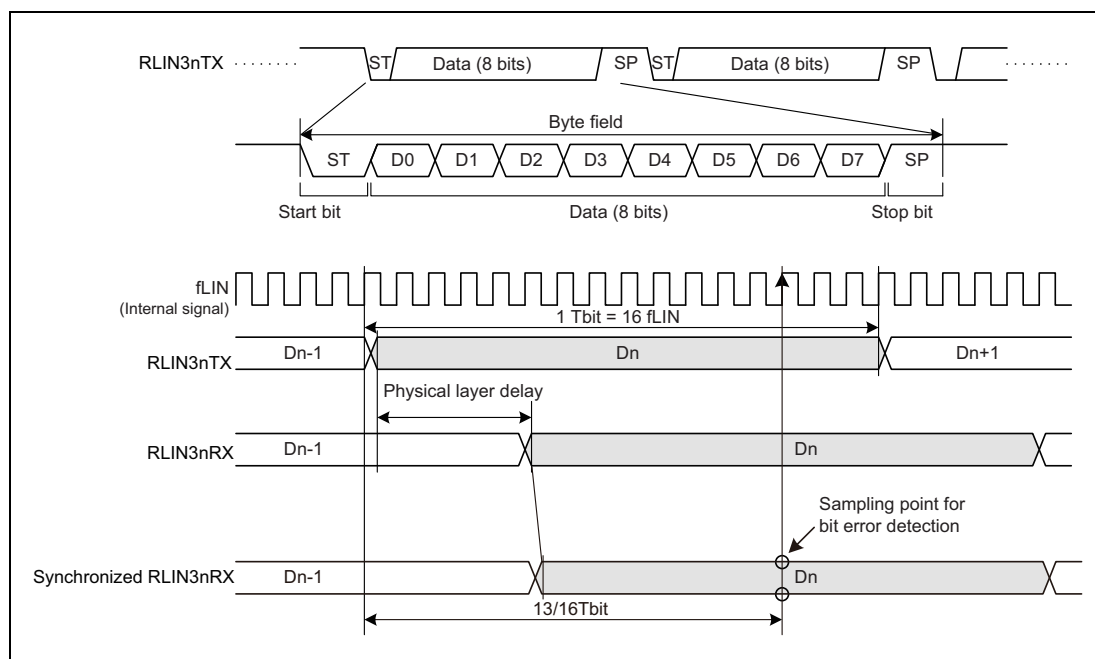 RLIN3nTX
ST
Data (8 bits)
SP
ST
Data (8 bits)
SP
Byte field
ST
D0
D1
D2
D3
D4
D5
D6
D7
SP
Start bit
Data (8 bits)
Stop bit
fLIN
(Internal signal)
1 Tbit = 16 fLIN
RLIN3nTX
Dn-1
Dn
Dn+1
Physical layer delay
RLIN3nRX
Dn-1
Dn
Sampling point for
bit error detection
Synchronized RLIN3nRX
Dn-1
Dn
13/16Tbit